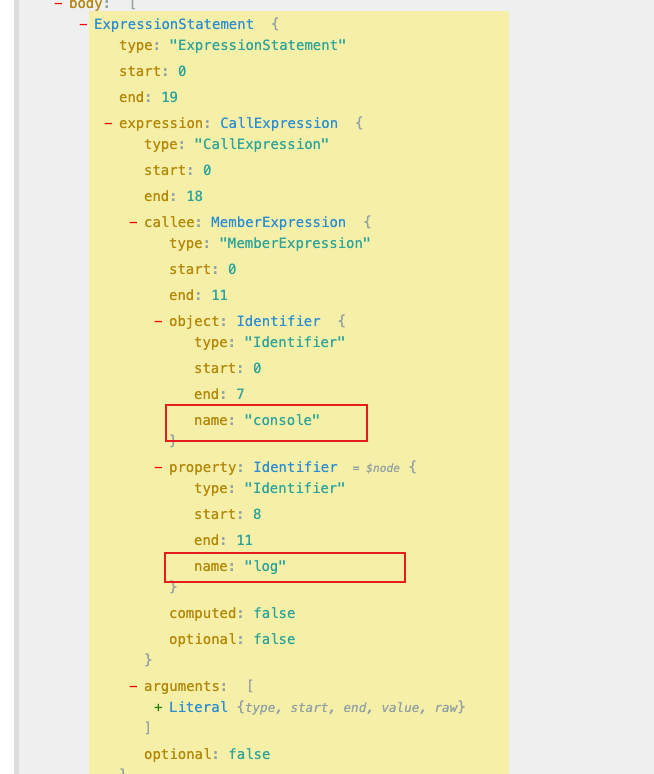 – body: [
– ExpressionStatement {
type: "ExpressionStatement"
start: 0
end: 19
– expression: CallExpression {
type: "CallExpression"
start: 0
end: 18
– callee: MemberExpression {
type: "MemberExpression"
start: 0
end: 11
– object: Identifier {
type: "Identifier"
start: 0
end: 7
name: "console"
}
– property: Identifier = $node {
type: "Identifier"
start: 8
end: 11
name: "log"
}
computed: false
optional: false
}
– arguments: [
+ Literal {type, start, end, value, raw}
]
optional: false
}